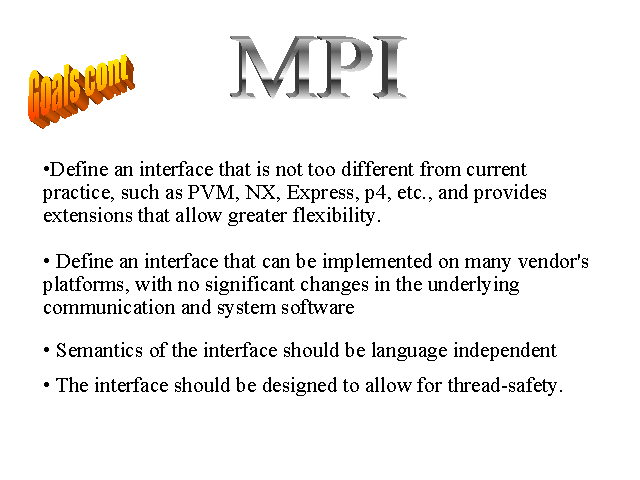 MPI
Goals cont
•Define an interface that is not too different from current
practice, such as PVM, NX, Express, p4, etc., and provides
extensions that allow greater flexibility.
• Define an interface that can be implemented on many vendor's
platforms, with no significant changes in the underlying
communication and system software
• Semantics of the interface should be language independent
• The interface should be designed to allow for thread-safety.